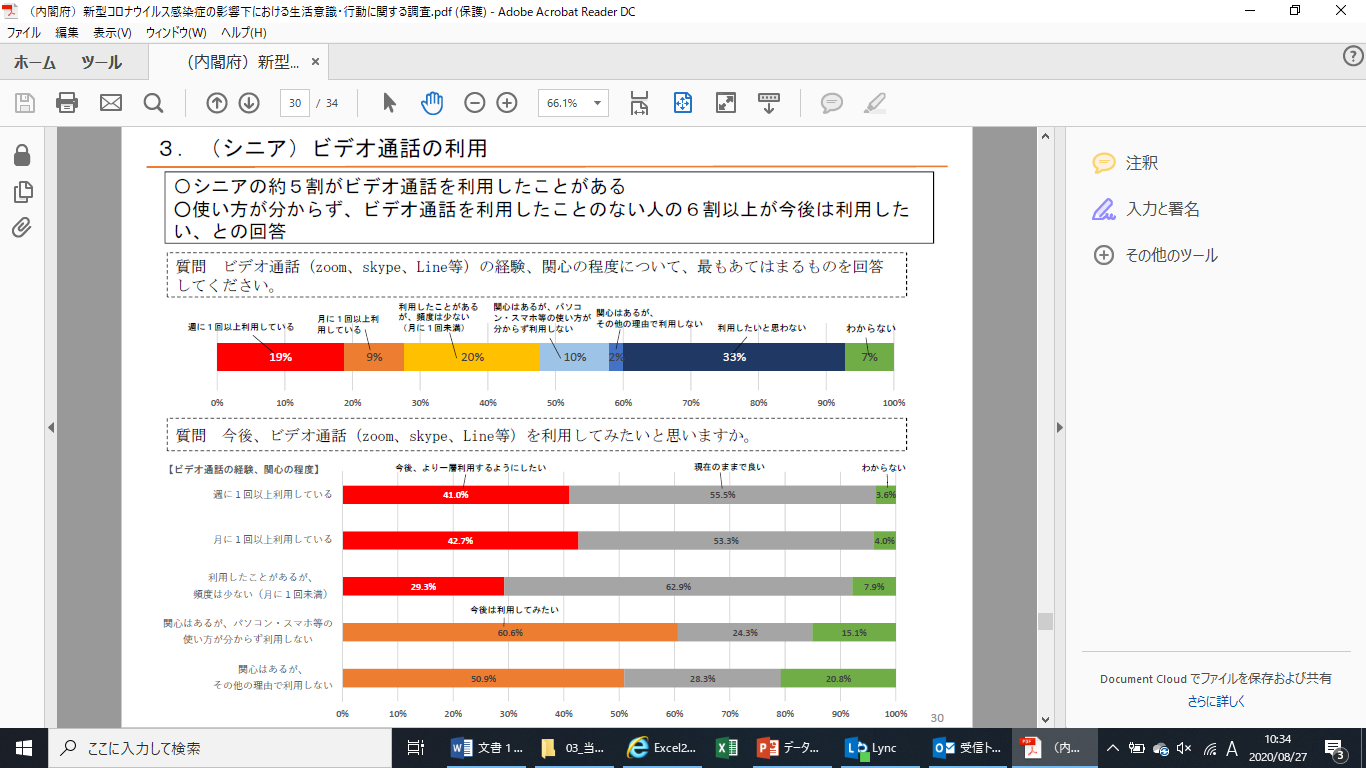 （内閣府）新型コロナウイルス感染症の影響下における生活意識・行動に関する調査.pdf (保護) - Adobe Acrobat Reader DC
ファイル 編集 表示(V) ウィンドウ(W) ヘルプ(H)
ホーム ツール （内閣府）新型... ×
30 / 34 66.1%
３．（シニア）ビデオ通話の利用
○シニアの約５割がビデオ通話を利用したことがある
○使い方が分からず、ビデオ通話を利用したことのない人の６割以上が今後は利用した
い、との回答
質問　ビデオ通話（zoom、skype、Line等）の経験、関心の程度について、最もあてはまるものを回答
してください。
週に１回以上利用している
月に１回以上利
用している
利用したことがある
が、頻度は少ない
（月に１回未満）
関心はあるが、パソコ
ン・スマホ等の使い方が
分からず利用しない
関心はあるが、
その他の理由で利用しない
利用したいと思わない
わからない
19% 9% 20% 10% 2% 33% 7%
0% 10% 20% 30% 40% 50% 60% 70% 80% 90% 100%
質問　今後、ビデオ通話（zoom、skype、Line等）を利用してみたいと思いますか。
【ビデオ通話の経験、関心の程度】
今後、より一層利用するようにしたい 現在のままで良い わからない
週に１回以上利用している 41.0% 55.5% 3.6%
月に１回以上利用している 42.7% 53.3% 4.0%
利用したことがあるが、
頻度は少ない（月に１回未満）
29.3% 62.9% 7.9%
今後は利用してみたい
関心はあるが、パソコン・スマホ等の
使い方が分からず利用しない
60.6% 24.3% 15.1%
関心はあるが、
その他の理由で利用しない
50.9% 28.3% 20.8%
0% 10% 20% 30% 40% 50% 60% 70% 80% 90% 100%
30
注釈
入力と署名
その他のツール
Document Cloud でファイルを保存および共有
さらに詳しく
ここに入力して検索
文書 1 ...
03_当...
Excel2...
データ...
Lync
受信ト...
（内...
A
10:34
2020/08/27
3